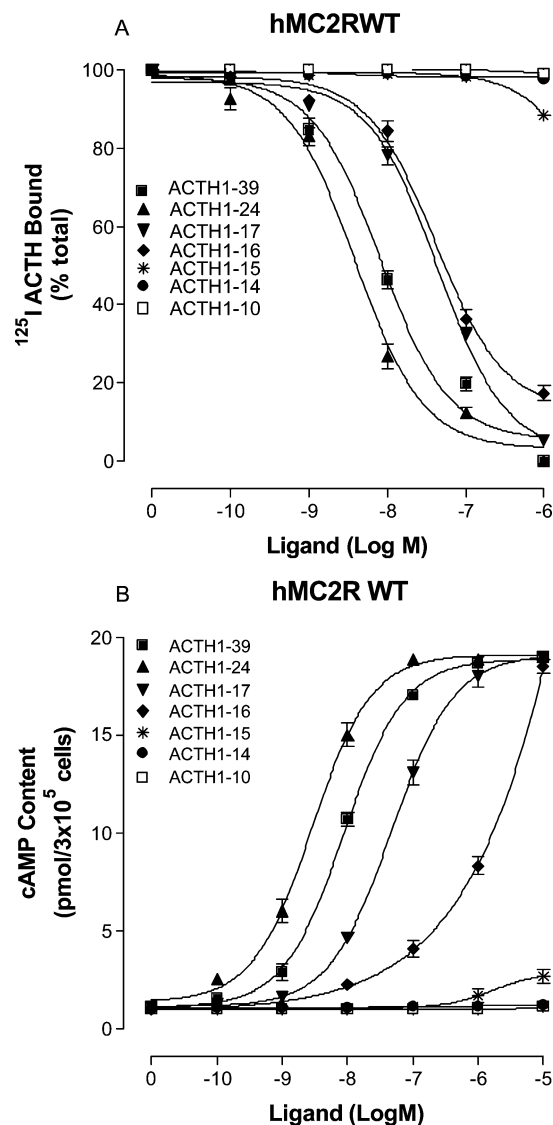 A
hMC2RWT
100
80
60
40
20
0
125I ACTH Bound
(% total)
ACTH1-39
ACTH1-24
ACTH1-17
ACTH1-16
ACTH1-15
ACTH1-14
ACTH1-10
0 -10 -9 -8 -7 -6
Ligand (Log M)
B
hMC2R WT
20
15
10
5
0
cAMP Content
(pmol/3x10^5 cells)
ACTH1-39
ACTH1-24
ACTH1-17
ACTH1-16
ACTH1-15
ACTH1-14
ACTH1-10
0 -10 -9 -8 -7 -6 -5
Ligand (LogM)